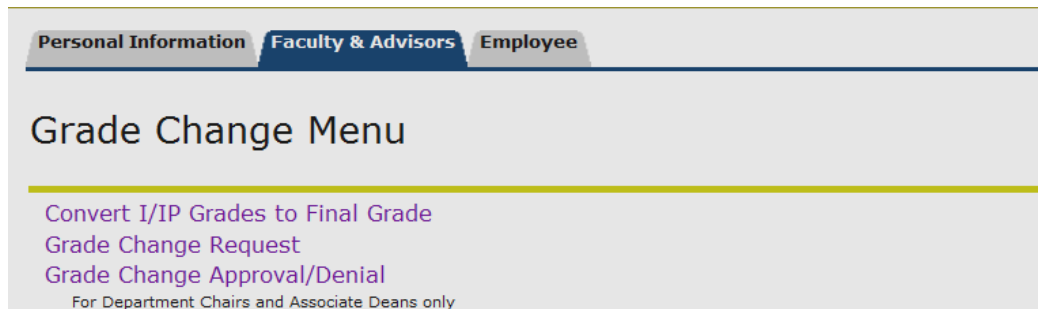 Personal Information Faculty & Advisors Employee
Grade Change Menu
Convert I/IP Grades to Final Grade
Grade Change Request
Grade Change Approval/Denial
For Department Chairs and Associate Deans only